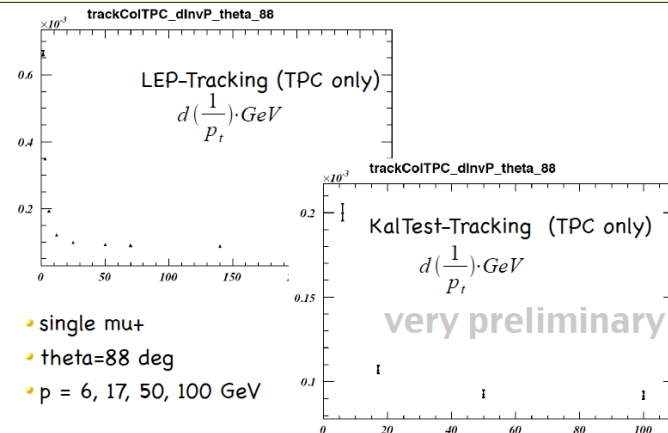 trackColTPC_dInvP_theta_88
×10⁻³
0.6
0.4
0.2
0 50 100 150
LEP-Tracking (TPC only)
d(1/pₜ)·GeV
trackColTPC_dInvP_theta_88
×10⁻³
0.2
0.15
0.1
0 20 40 60 80 100
KalTest-Tracking (TPC only)
d(1/pₜ)·GeV
very preliminary
single mu+
theta=88 deg
p = 6, 17, 50, 100 GeV